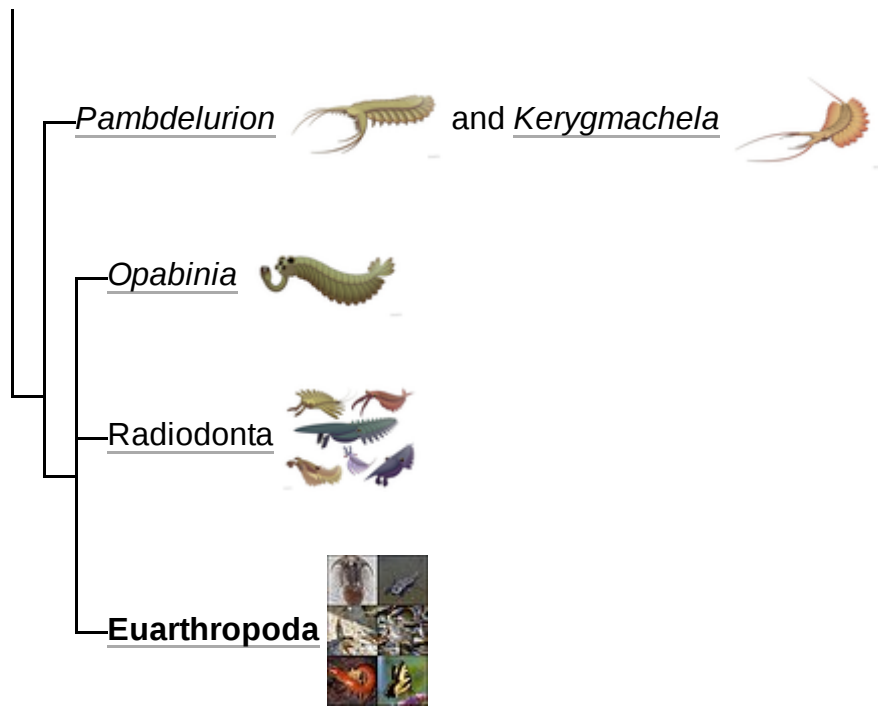 Pambdelurion and Kerygmachela
Opabinia
Radiodonta
Euarthropoda